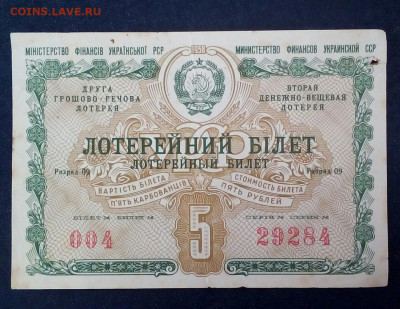 COINS.LAVE.RU
1958
МІНІСТЕРСТВО ФІНАНСІВ УКРАЇНСЬКОЇ РСР
МИНИСТЕРСТВО ФИНАНСОВ УКРАИНСКОЙ ССР
ДРУГА
ГРОШОВО-РЕЧОВА
ЛОТЕРЕЯ
ВТОРАЯ
ДЕНЕЖНО-ВЕЩЕВАЯ
ЛОТЕРЕЯ
ЛОТЕРЕЙНИЙ БІЛЕТ
ЛОТЕРЕЙНЫЙ БИЛЕТ
Розряд 09
Разряд 09
ВАРТІСТЬ БІЛЕТА
П'ЯТЬ КАРБОВАНЦІВ
СТОИМОСТЬ БИЛЕТА
ПЯТЬ РУБЛЕЙ
БІЛЕТ № БИЛЕТ №
СЕРІЯ № СЕРИЯ №
004
5
29284